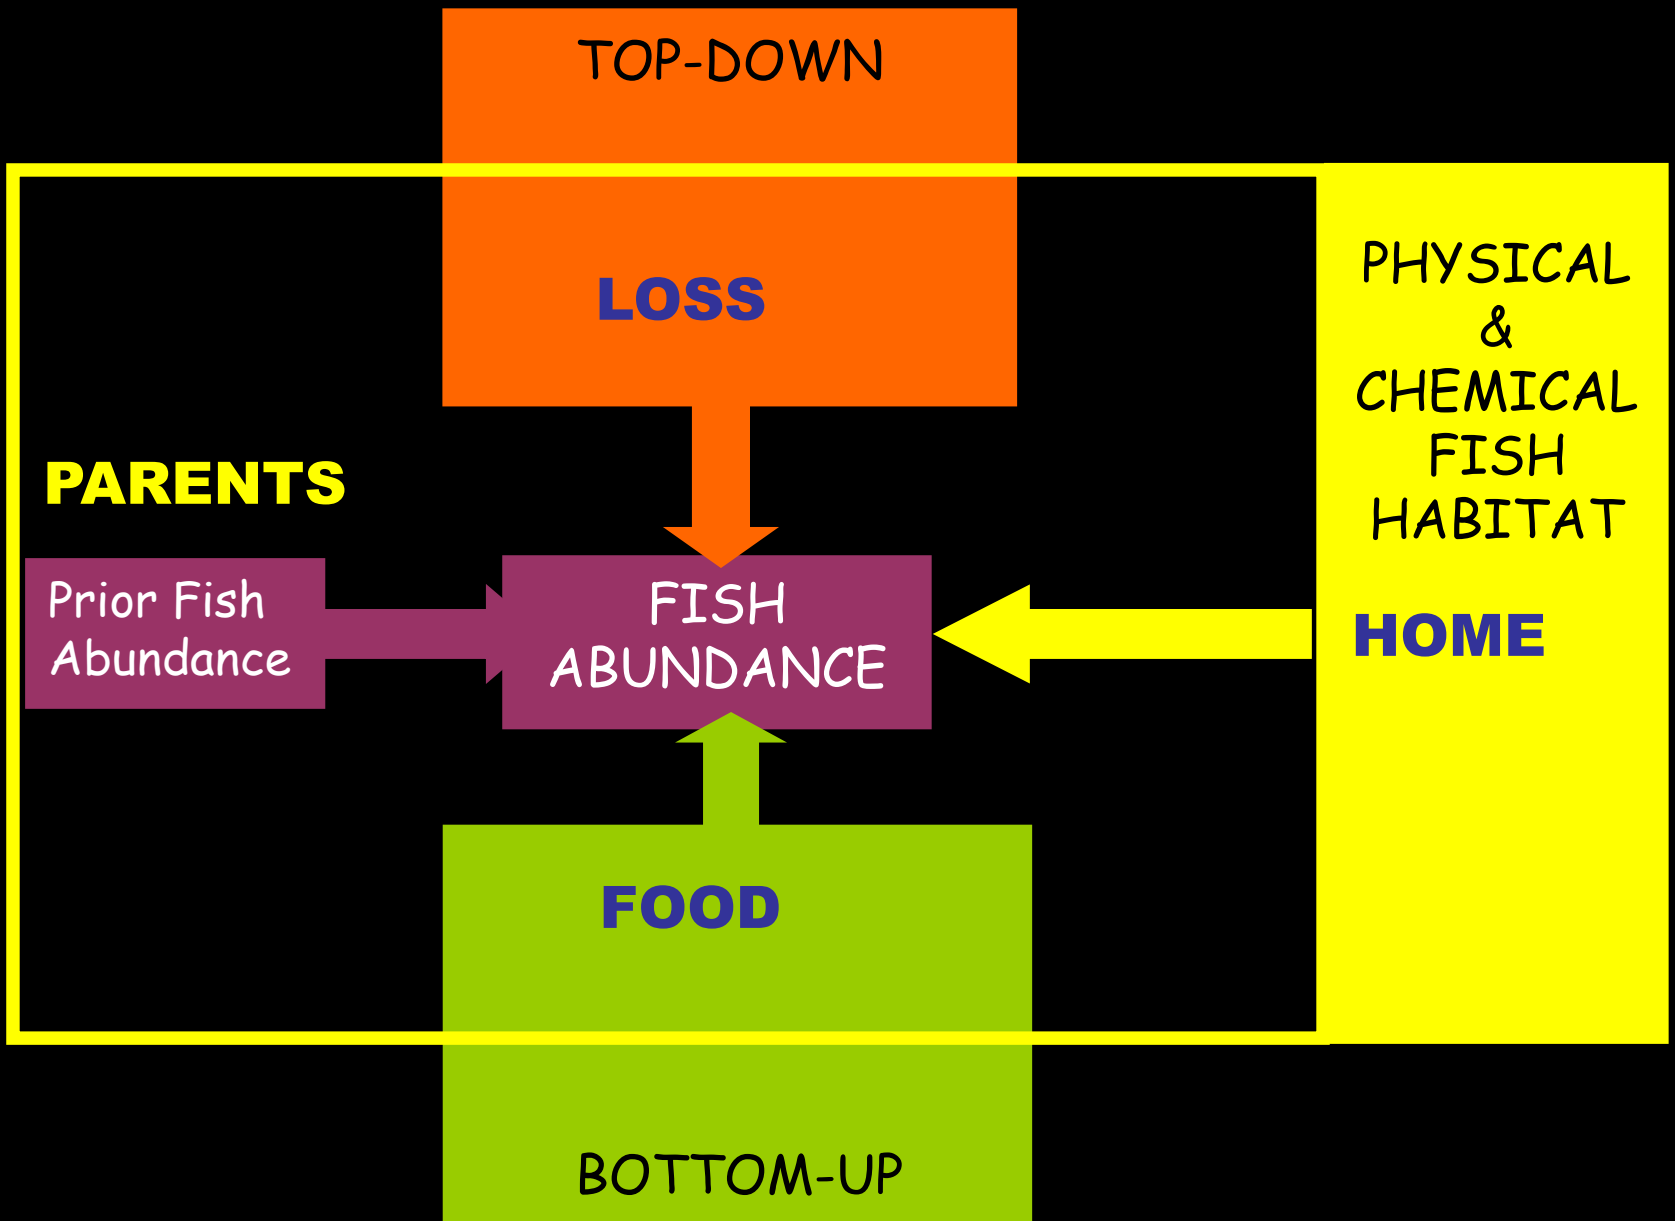 TOP-DOWN
LOSS
PHYSICAL
&
CHEMICAL
FISH
HABITAT
PARENTS
Prior Fish
Abundance
FISH
ABUNDANCE
HOME
FOOD
BOTTOM-UP